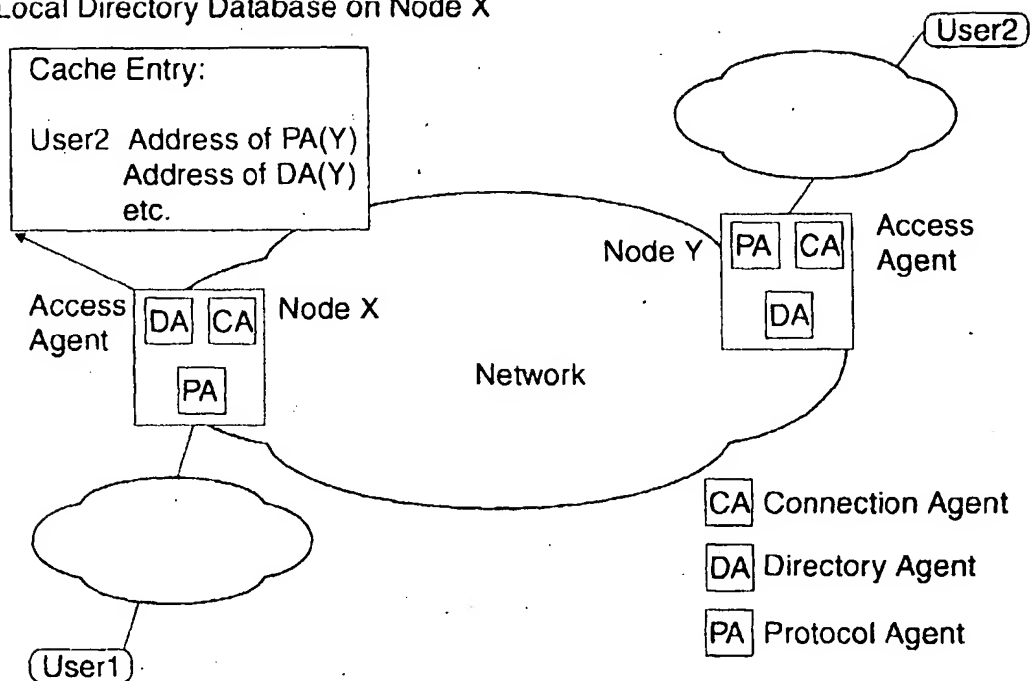 Local Directory Database on Node X
Cache Entry:
User2 Address of PA(Y)
Address of DA(Y)
etc.
User2
Node Y
PA
CA
Access
Agent
DA
Access
Agent
DA
CA
Node X
PA
Network
CA Connection Agent
DA Directory Agent
PA Protocol Agent
User1